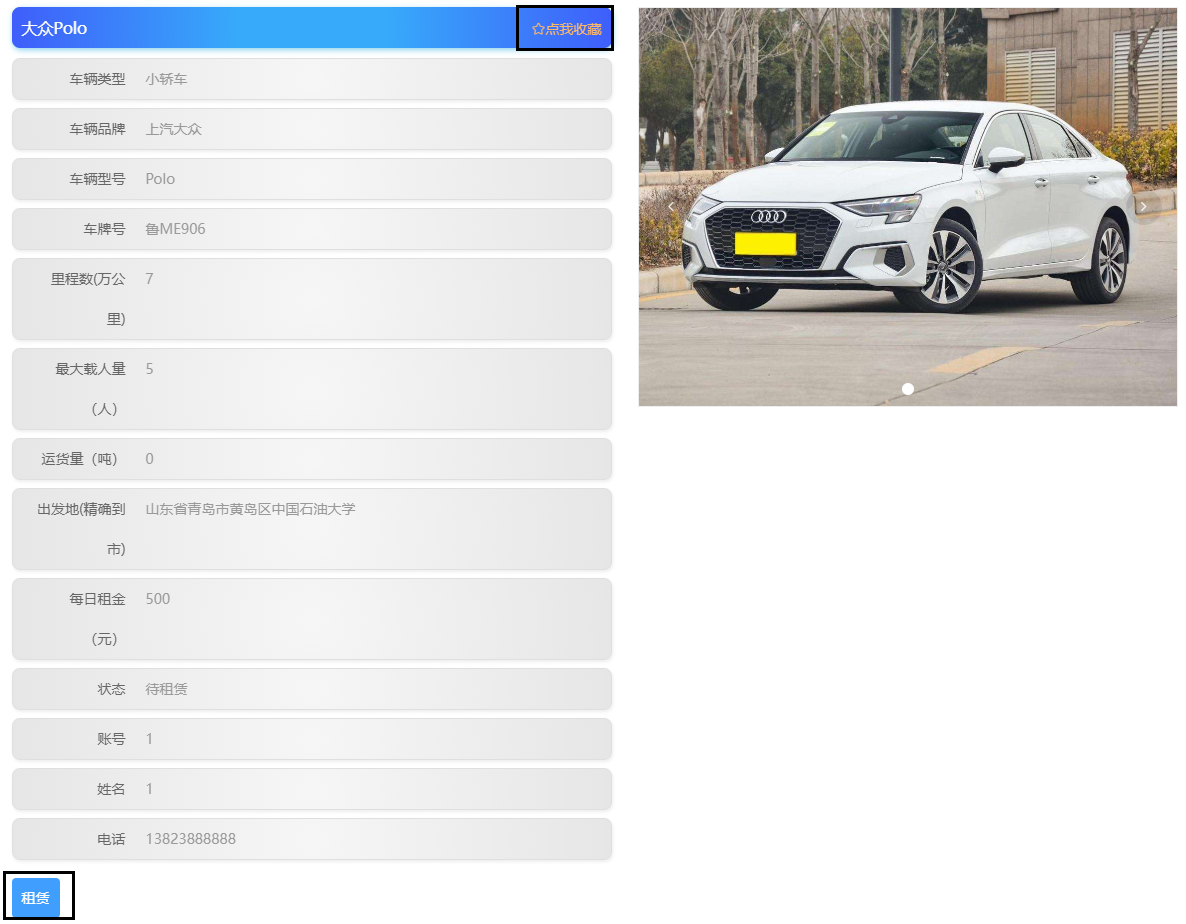 大众Polo
☆点我收藏
车辆类型 小轿车
车辆品牌 上汽大众
车辆型号 Polo
车牌号 鲁ME906
里程数(万公 7
里)
最大载人量 5
（人）
运货量（吨） 0
出发地(精确到 山东省青岛市黄岛区中国石油大学
市)
每日租金 500
（元）
状态 待租赁
账号 1
姓名 1
电话 13823888888
租赁